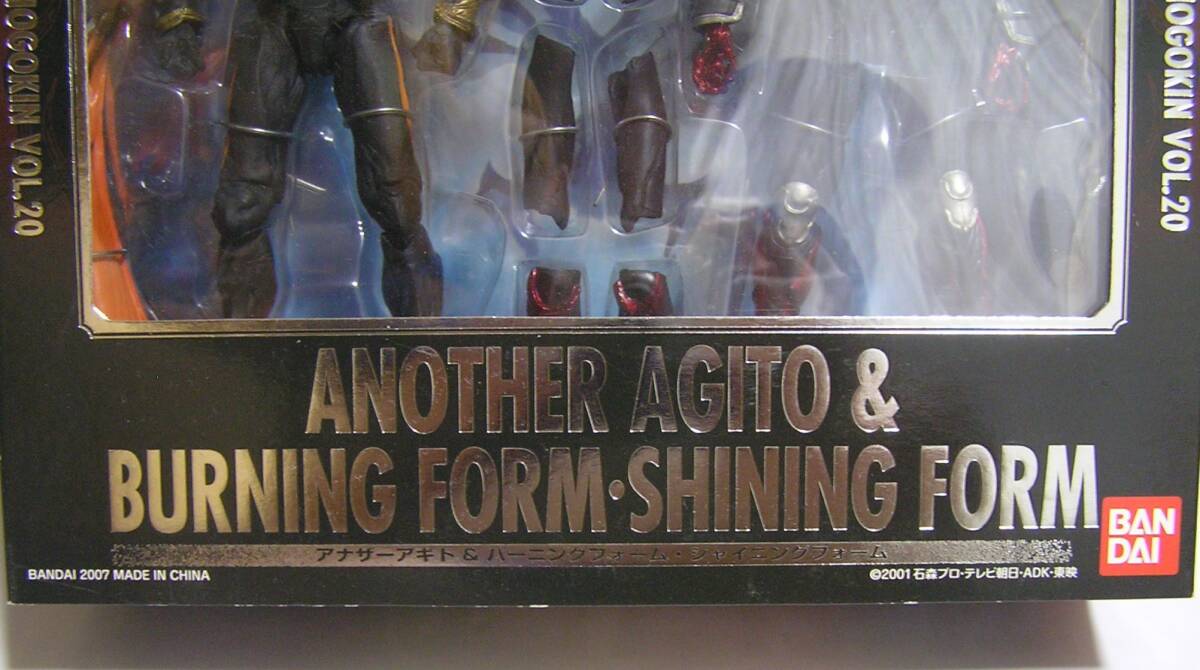 HOGOKIN VOL.20
HOGOKIN VOL.20
ANOTHER AGITO &
BURNING FORM・SHINING FORM
アナザーアギト & バーニングフォーム・シャイニングフォーム
BANDAI 2007 MADE IN CHINA
©2001 石森プロ・テレビ朝日・ADK・東映
BAN
DAI